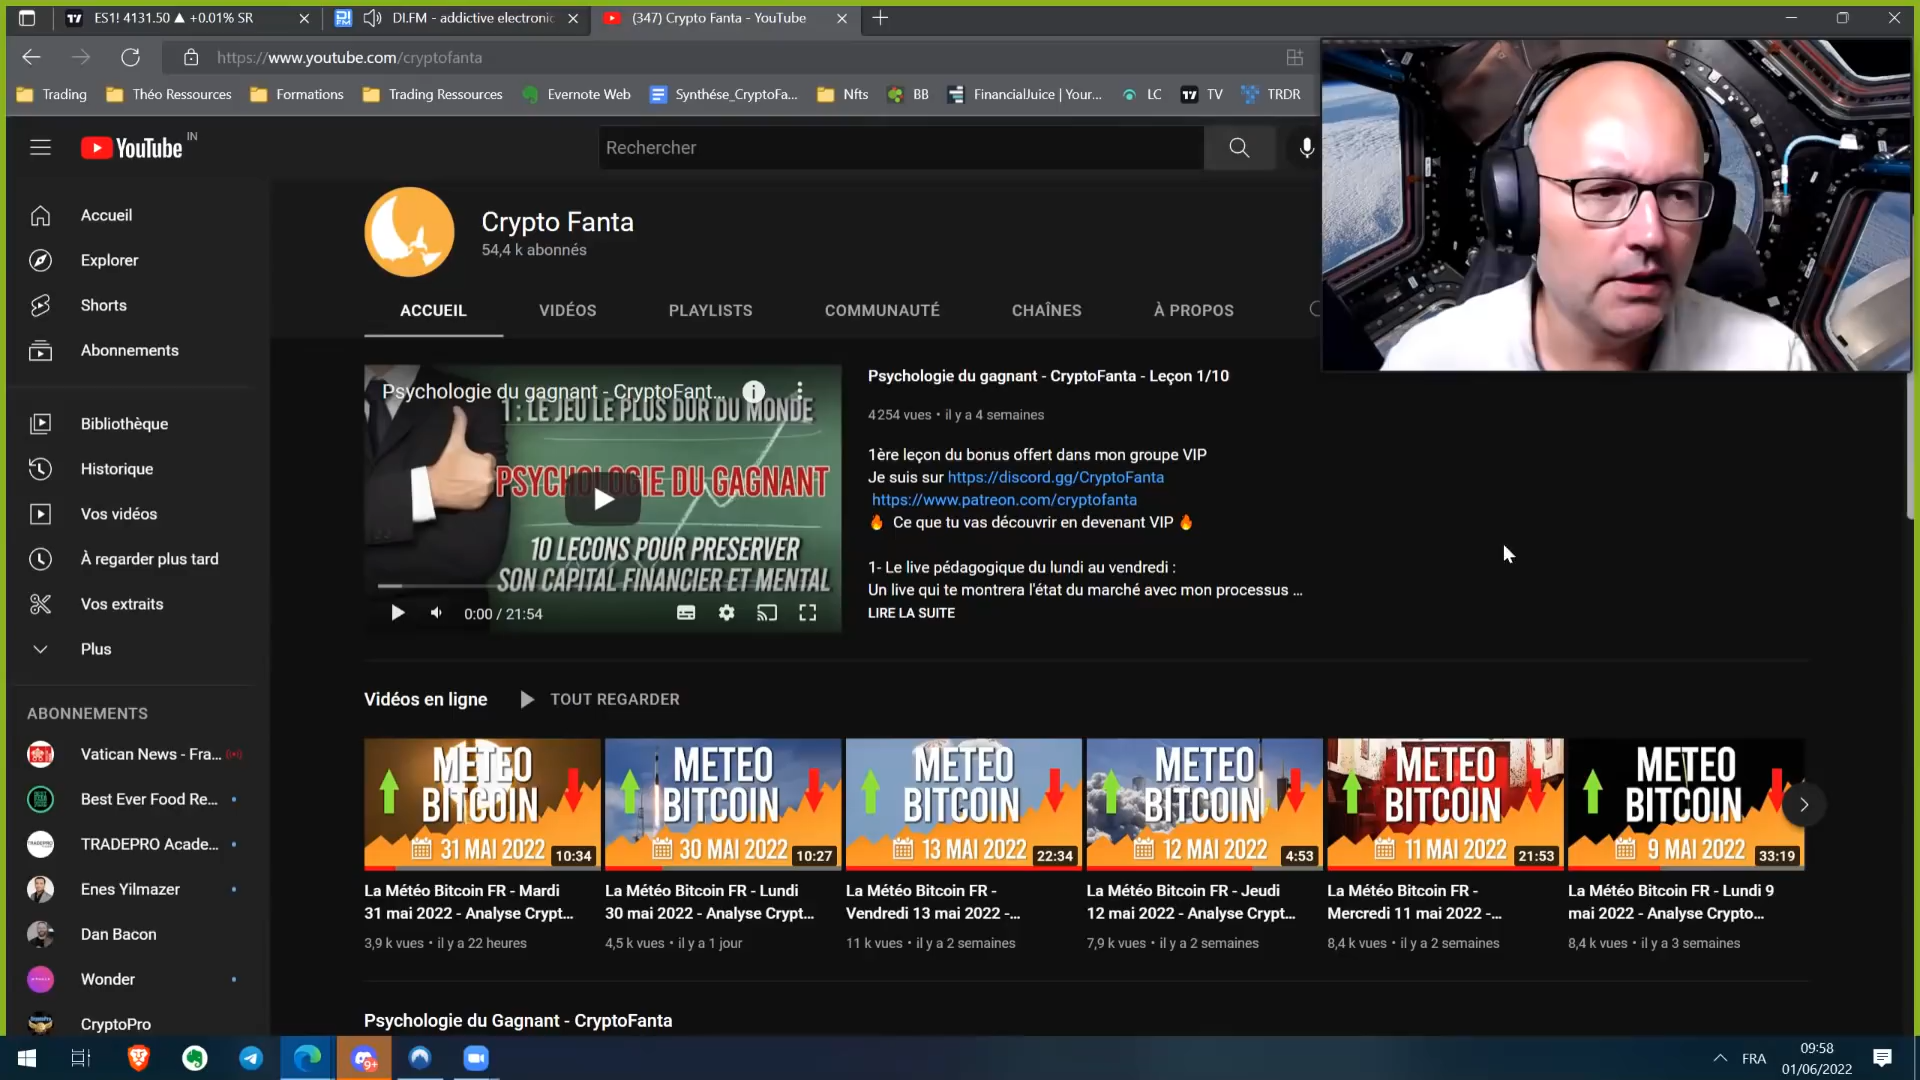 ES1! 4131.50 ▲ +0.01% SR
DI.FM - addictive electronic
(347) Crypto Fanta - YouTube
https://www.youtube.com/cryptofanta
Trading
Théo Ressources
Formations
Trading Ressources
Evernote Web
Synthése_CryptoFa...
Nfts
BB
FinancialJuice | Your...
LC
TV
TRDR
YouTube
IN
Rechercher
Accueil
Explorer
Shorts
Abonnements
Bibliothèque
Historique
Vos vidéos
À regarder plus tard
Vos extraits
Plus
ABONNEMENTS
Vatican News - Fra...
Best Ever Food Re...
TRADEPRO Acade...
Enes Yilmazer
Dan Bacon
Wonder
CryptoPro
Crypto Fanta
54,4 k abonnés
ACCUEIL
VIDÉOS
PLAYLISTS
COMMUNAUTÉ
CHAÎNES
À PROPOS
Psychologie du gagnant - CryptoFant...
1 : LE JEU LE PLUS DUR DU MONDE
PSYCHOLOGIE DU GAGNANT
10 LECONS POUR PRESERVER
SON CAPITAL FINANCIER ET MENTAL
0:00 / 21:54
Psychologie du gagnant - CryptoFanta - Leçon 1/10
4 254 vues • il y a 4 semaines
1ère leçon du bonus offert dans mon groupe VIP
Je suis sur https://discord.gg/CryptoFanta
https://www.patreon.com/cryptofanta
🔥 Ce que tu vas découvrir en devenant VIP 🔥
1- Le live pédagogique du lundi au vendredi :
Un live qui te montrera l'état du marché avec mon processus ...
LIRE LA SUITE
Vidéos en ligne
TOUT REGARDER
METEO
BITCOIN
31 MAI 2022
10:34
METEO
BITCOIN
30 MAI 2022
10:27
METEO
BITCOIN
13 MAI 2022
22:34
METEO
BITCOIN
12 MAI 2022
4:53
METEO
BITCOIN
11 MAI 2022
21:53
METEO
BITCOIN
9 MAI 2022
33:19
La Météo Bitcoin FR - Mardi
31 mai 2022 - Analyse Crypt...
3,9 k vues • il y a 22 heures
La Météo Bitcoin FR - Lundi
30 mai 2022 - Analyse Crypt...
4,5 k vues • il y a 1 jour
La Météo Bitcoin FR -
Vendredi 13 mai 2022 -...
11 k vues • il y a 2 semaines
La Météo Bitcoin FR - Jeudi
12 mai 2022 - Analyse Crypt...
7,9 k vues • il y a 2 semaines
La Météo Bitcoin FR -
Mercredi 11 mai 2022 -...
8,4 k vues • il y a 2 semaines
La Météo Bitcoin FR - Lundi 9
mai 2022 - Analyse Crypto...
8,4 k vues • il y a 3 semaines
Psychologie du Gagnant - CryptoFanta
9+
FRA
09:58
01/06/2022